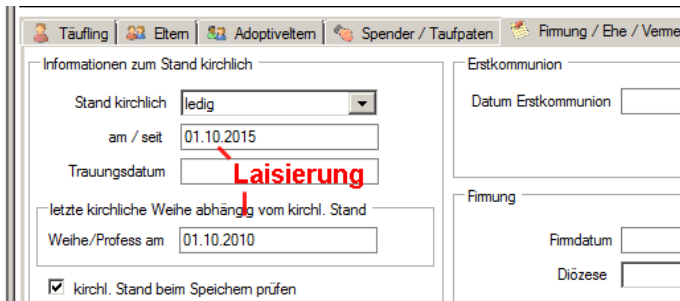 Täufling Eltern Adoptiveltern Spender / Taufpaten Firmung / Ehe / Verme
Informationen zum Stand kirchlich Erstkommunion
Stand kirchlich ledig Datum Erstkommunion
am / seit 01.10.2015
Trauungsdatum
Laisierung
letzte kirchliche Weihe abhängig vom kirchl. Stand Firmung
Weihe/Profess am 01.10.2010 Firmdatum
Diözese
kirchl. Stand beim Speichern prüfen